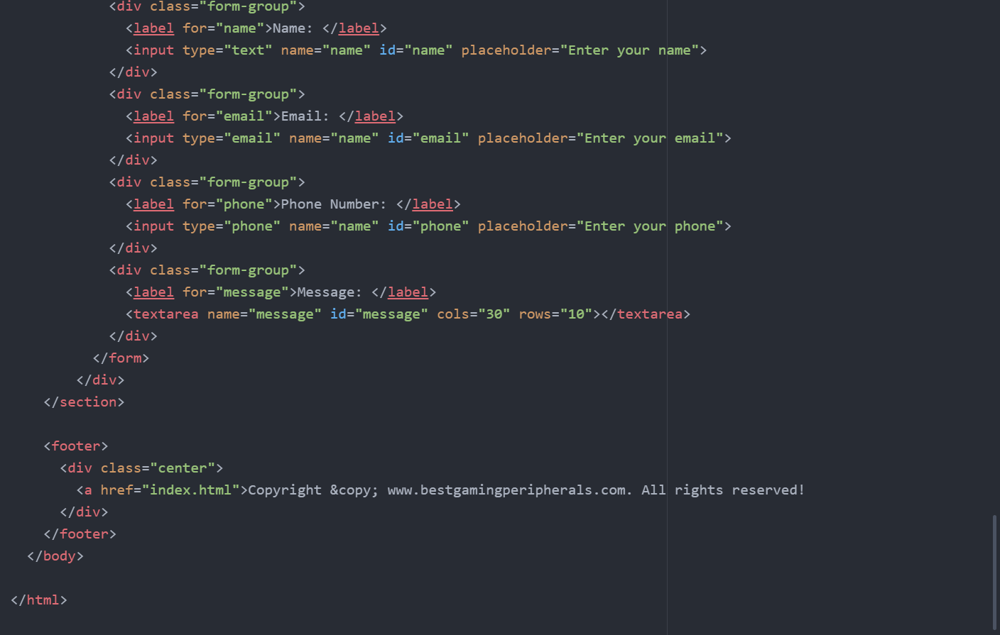 <div class="form-group">
<label for="name">Name: </label>
<input type="text" name="name" id="name" placeholder="Enter your name">
</div>
<div class="form-group">
<label for="email">Email: </label>
<input type="email" name="name" id="email" placeholder="Enter your email">
</div>
<div class="form-group">
<label for="phone">Phone Number: </label>
<input type="phone" name="name" id="phone" placeholder="Enter your phone">
</div>
<div class="form-group">
<label for="message">Message: </label>
<textarea name="message" id="message" cols="30" rows="10"></textarea>
</div>
</form>
</div>
</section>
<footer>
<div class="center">
<a href="index.html">Copyright &copy; www.bestgamingperipherals.com. All rights reserved!
</div>
</footer>
</body>
</html>